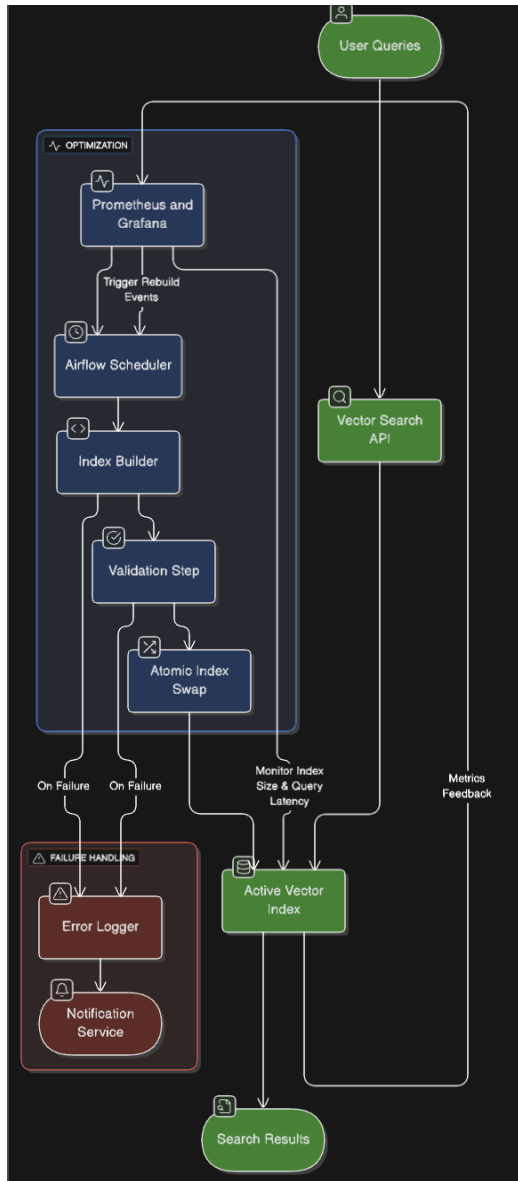 User Queries
OPTIMIZATION
Prometheus and
Grafana
Trigger Rebuild
Events
Airflow Scheduler
Vector Search
API
Index Builder
Validation Step
Atomic Index
Swap
On Failure
On Failure
Monitor Index
Size & Query
Latency
Metrics
Feedback
FAILURE HANDLING
Error Logger
Active Vector
Index
Notification
Service
Search Results